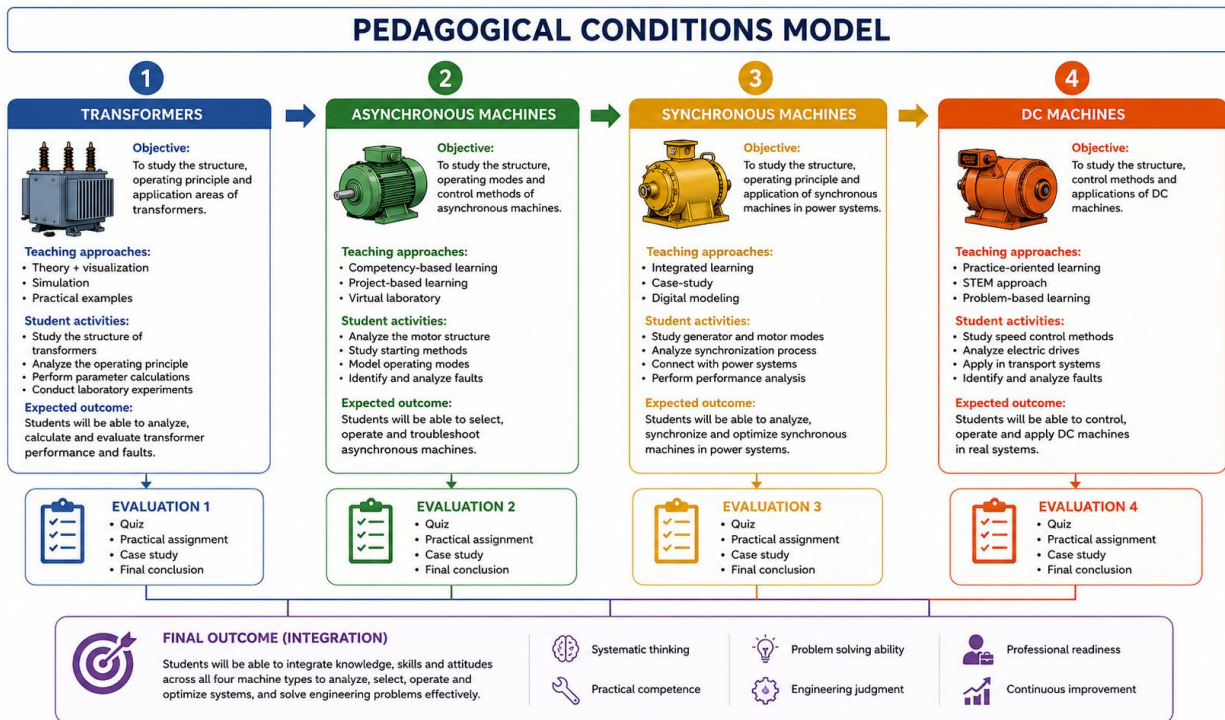 PEDAGOGICAL CONDITIONS MODEL
1
TRANSFORMERS
Objective:
To study the structure,
operating principle and
application areas of
transformers.
Teaching approaches:
• Theory + visualization
• Simulation
• Practical examples
Student activities:
• Study the structure of
transformers
• Analyze the operating principle
• Perform parameter calculations
• Conduct laboratory experiments
Expected outcome:
Students will be able to analyze,
calculate and evaluate transformer
performance and faults.
EVALUATION 1
• Quiz
• Practical assignment
• Case study
• Final conclusion
2
ASYNCHRONOUS MACHINES
Objective:
To study the structure,
operating modes and
control methods of
asynchronous machines.
Teaching approaches:
• Competency-based learning
• Project-based learning
• Virtual laboratory
Student activities:
• Analyze the motor structure
• Study starting methods
• Model operating modes
• Identify and analyze faults
Expected outcome:
Students will be able to select,
operate and troubleshoot
asynchronous machines.
EVALUATION 2
• Quiz
• Practical assignment
• Case study
• Final conclusion
3
SYNCHRONOUS MACHINES
Objective:
To study the structure,
operating principle and
application of synchronous
machines in power systems.
Teaching approaches:
• Integrated learning
• Case-study
• Digital modeling
Student activities:
• Study generator and motor modes
• Analyze synchronization process
• Connect with power systems
• Perform performance analysis
Expected outcome:
Students will be able to analyze,
synchronize and optimize synchronous
machines in power systems.
EVALUATION 3
• Quiz
• Practical assignment
• Case study
• Final conclusion
4
DC MACHINES
Objective:
To study the structure,
control methods and
applications of DC
machines.
Teaching approaches:
• Practice-oriented learning
• STEM approach
• Problem-based learning
Student activities:
• Study speed control methods
• Analyze electric drives
• Apply in transport systems
• Identify and analyze faults
Expected outcome:
Students will be able to control,
operate and apply DC machines
in real systems.
EVALUATION 4
• Quiz
• Practical assignment
• Case study
• Final conclusion
FINAL OUTCOME (INTEGRATION)
Students will be able to integrate knowledge, skills and attitudes
across all four machine types to analyze, select, operate and
optimize systems, and solve engineering problems effectively.
Systematic thinking
Problem solving ability
Professional readiness
Practical competence
Engineering judgment
Continuous improvement